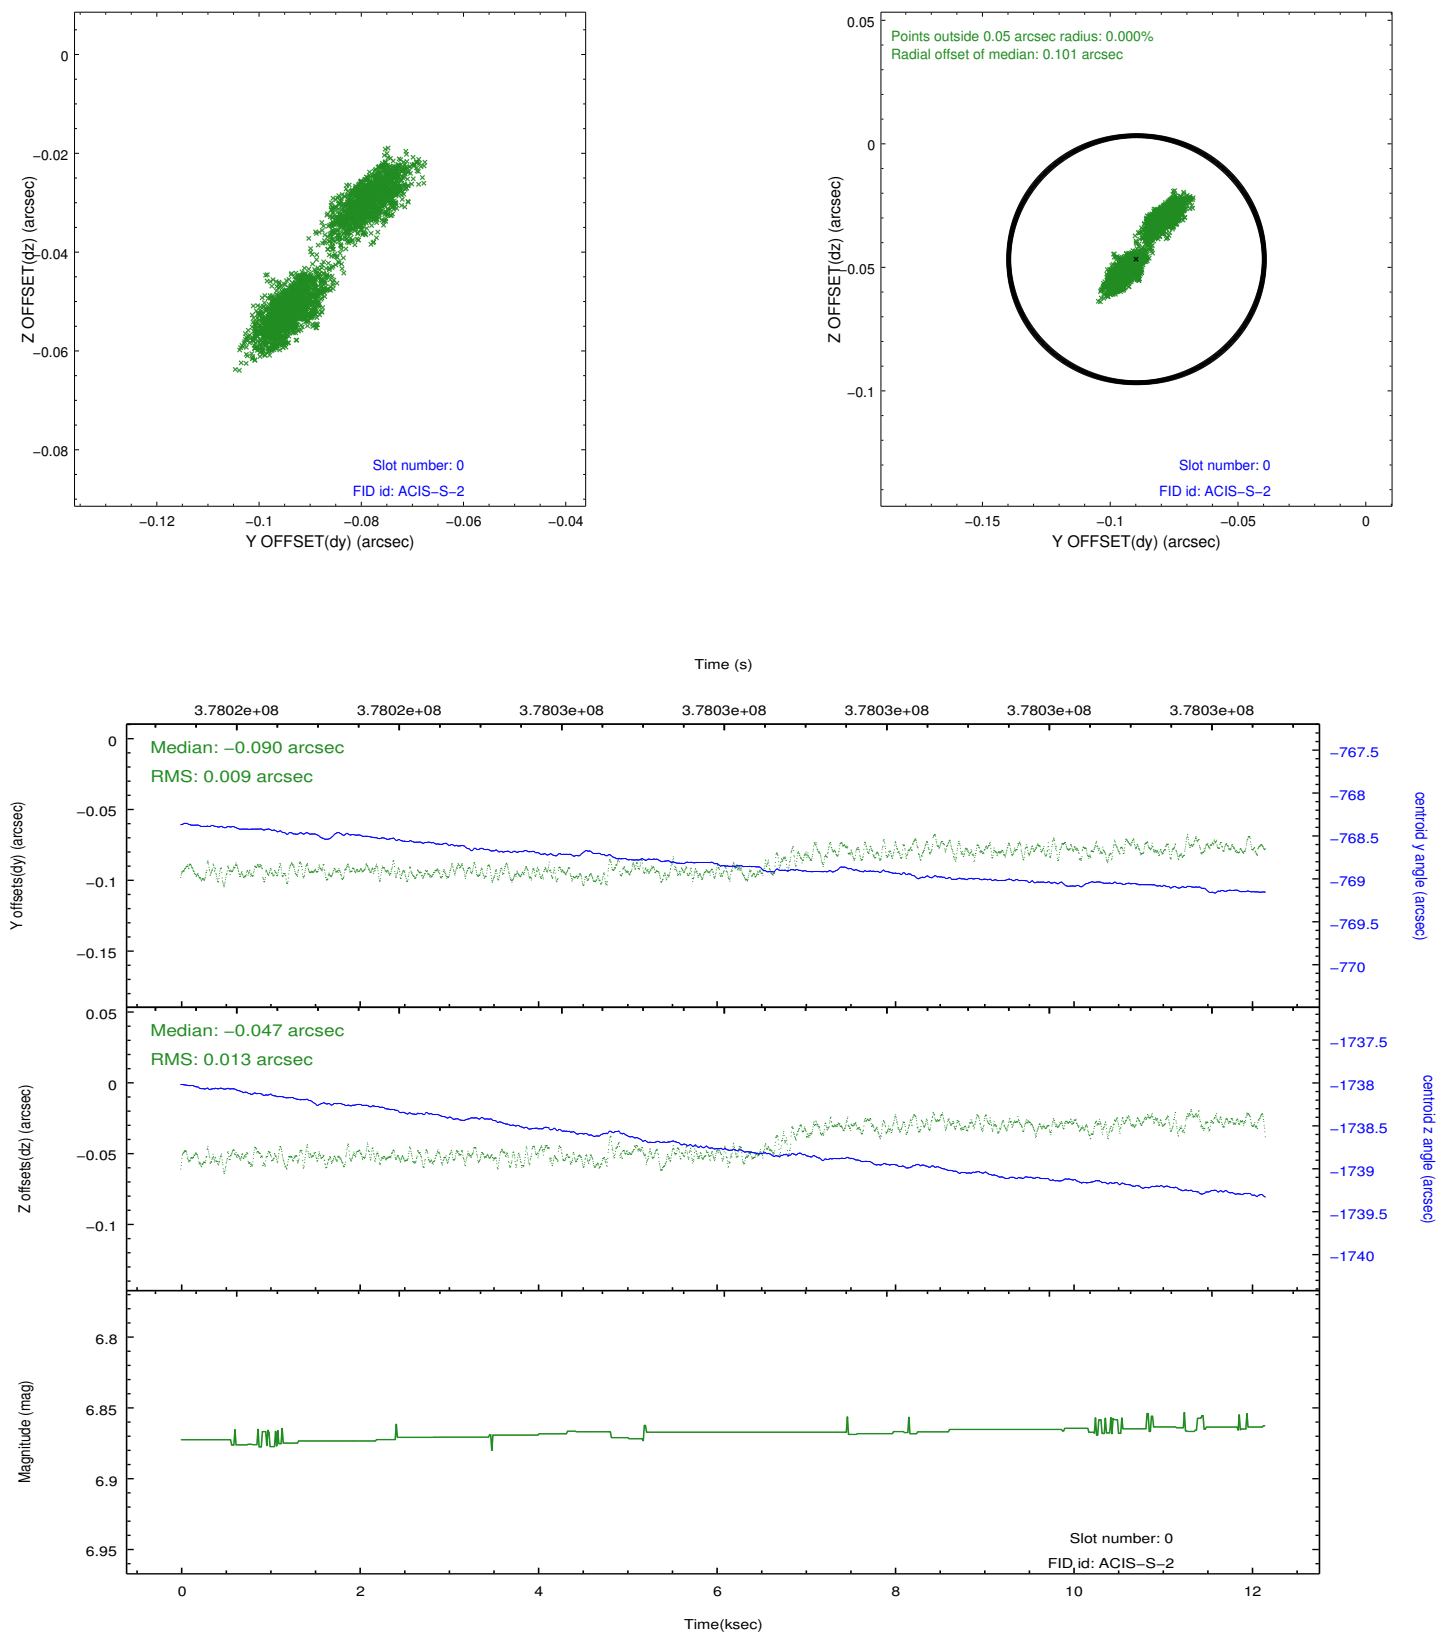 0
−0.02
−0.04
−0.06
−0.08
Z OFFSET(dz) (arcsec)
Slot number: 0
FID id: ACIS−S−2
−0.12
−0.1
−0.08
−0.06
−0.04
Y OFFSET(dy) (arcsec)
0.05
0
−0.05
−0.1
Z OFFSET(dz) (arcsec)
Points outside 0.05 arcsec radius: 0.000%
Radial offset of median: 0.101 arcsec
Slot number: 0
FID id: ACIS−S−2
−0.15
−0.1
−0.05
0
Y OFFSET(dy) (arcsec)
Time (s)
3.7802e+08
3.7802e+08
3.7803e+08
3.7803e+08
3.7803e+08
3.7803e+08
3.7803e+08
Y offsets(dy) (arcsec)
0
−0.05
−0.1
−0.15
Median: −0.090 arcsec
RMS: 0.009 arcsec
−767.5
−768
−768.5
−769
−769.5
−770
centroid y angle (arcsec)
Z offsets(dz) (arcsec)
0.05
0
−0.05
−0.1
Median: −0.047 arcsec
RMS: 0.013 arcsec
−1737.5
−1738
−1738.5
−1739
−1739.5
−1740
centroid z angle (arcsec)
Magnitude (mag)
6.8
6.85
6.9
6.95
Slot number: 0
FID id: ACIS−S−2
0
2
4
6
8
10
12
Time(ksec)